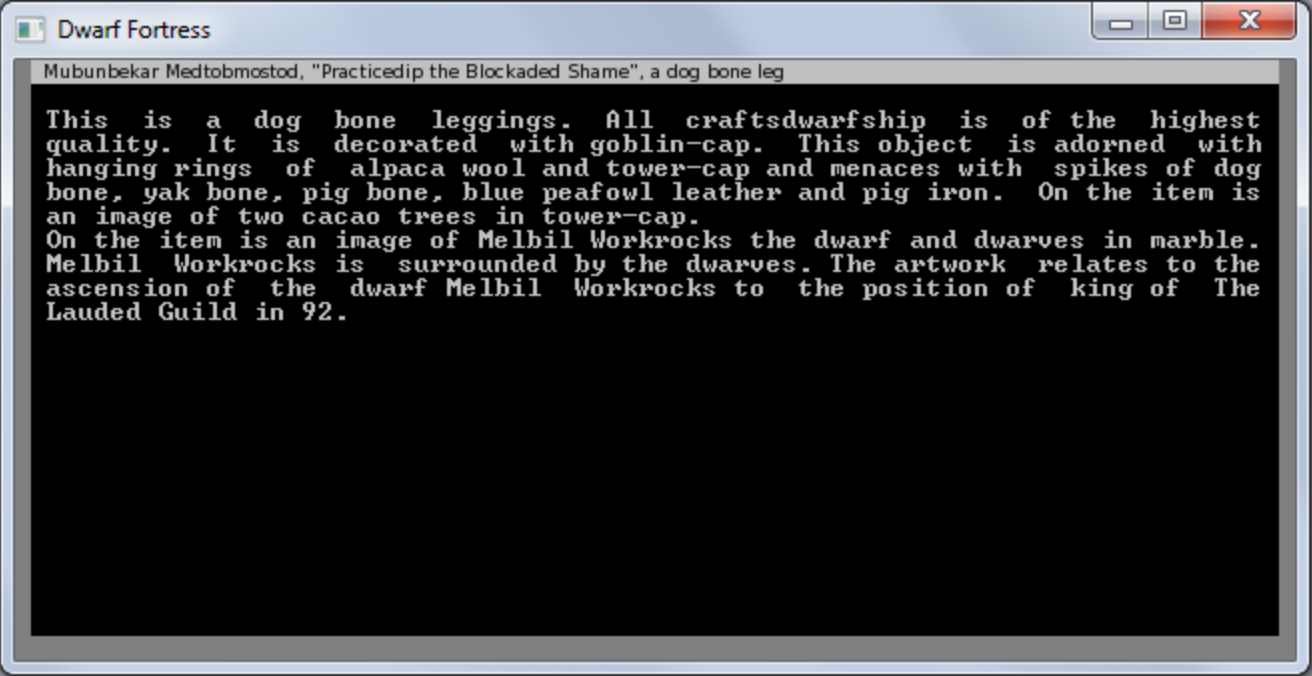 Dwarf Fortress
Mubunbekar Medtobmostod, "Practicedip the Blockaded Shame", a dog bone leg
This is a dog bone leggings. All craftsdwarfship is of the highest
quality. It is decorated with goblin-cap. This object is adorned with
hanging rings of alpaca wool and tower-cap and menaces with spikes of dog
bone, yak bone, pig bone, blue peafowl leather and pig iron. On the item is
an image of two cacao trees in tower-cap.
On the item is an image of Melbil Workrocks the dwarf and dwarves in marble.
Melbil Workrocks is surrounded by the dwarves. The artwork relates to the
ascension of the dwarf Melbil Workrocks to the position of king of The
Lauded Guild in 92.